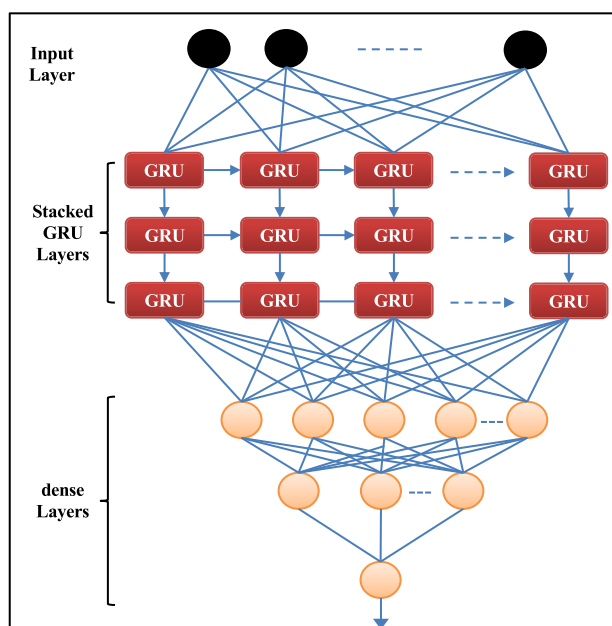 Input
Layer
GRU GRU GRU GRU
Stacked
GRU
Layers
GRU GRU GRU GRU
GRU GRU GRU GRU
dense
Layers